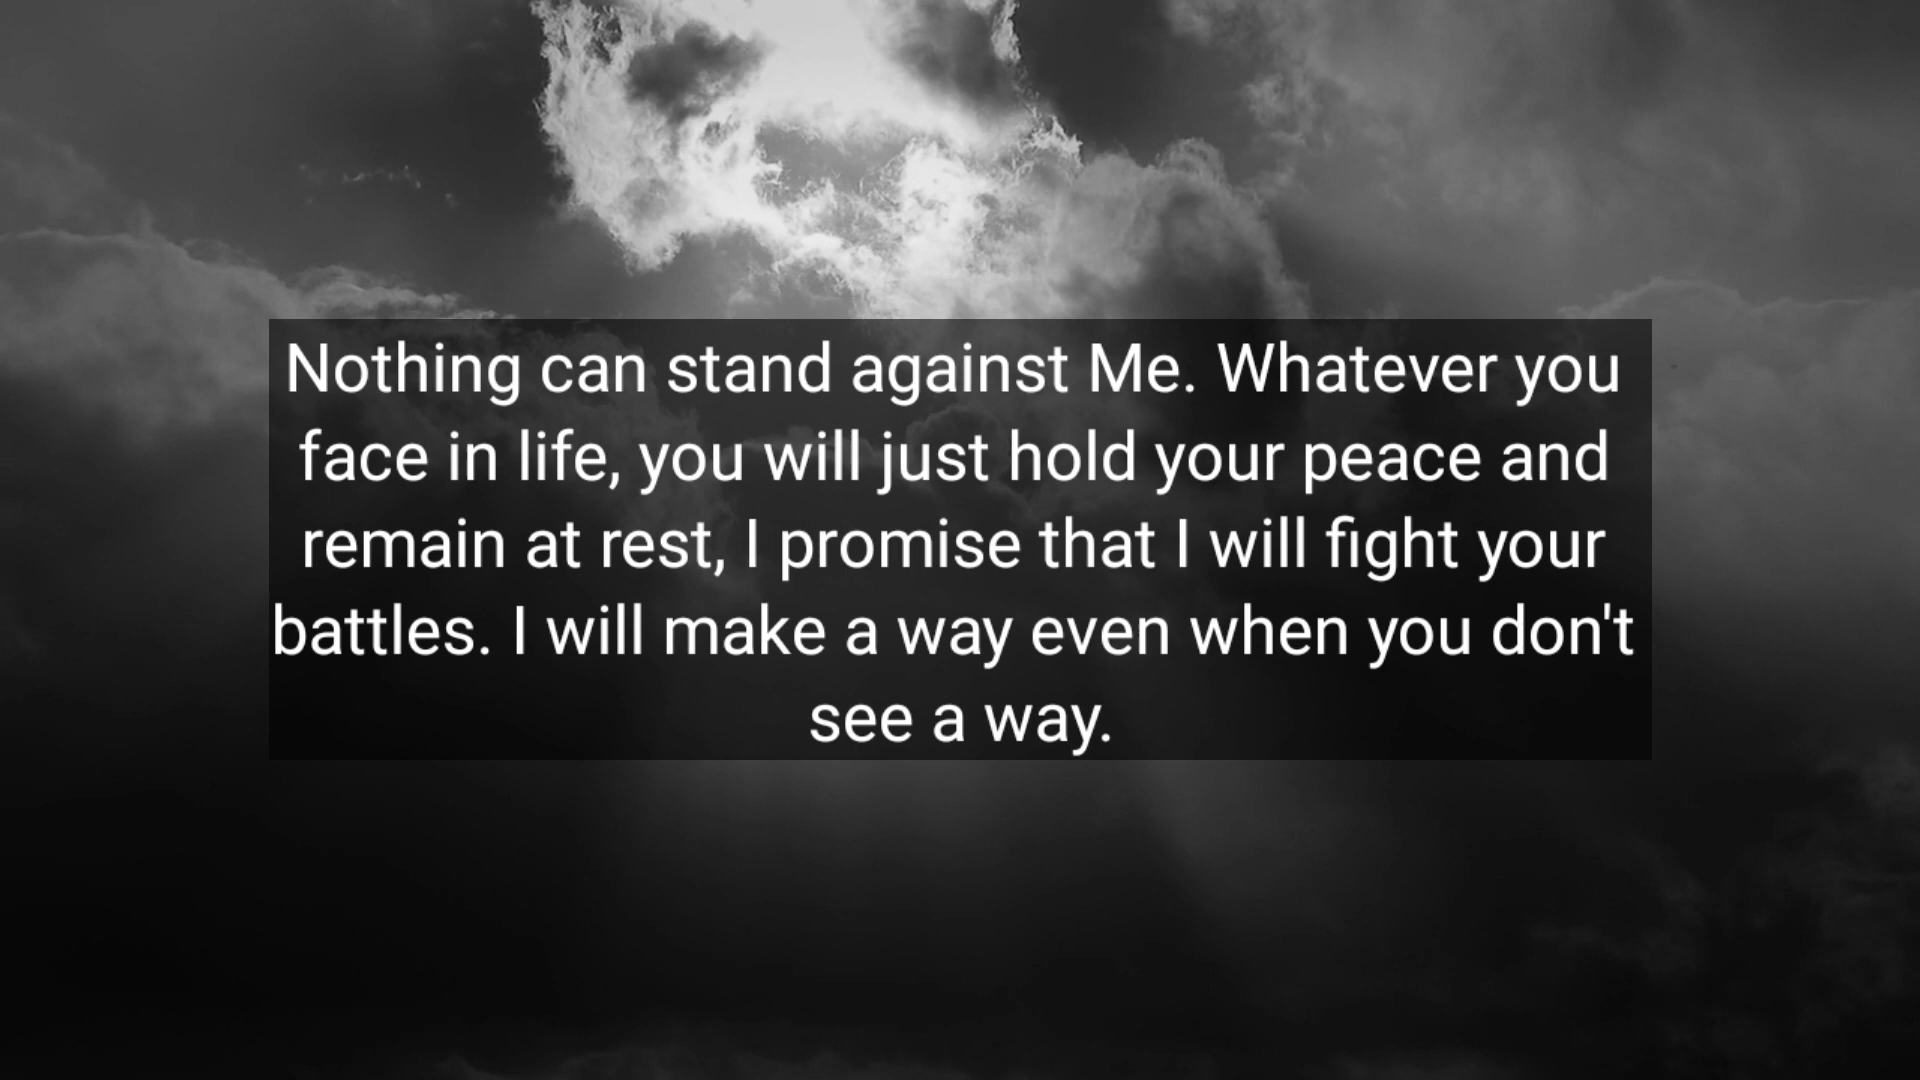 Nothing can stand against Me. Whatever you
face in life, you will just hold your peace and
remain at rest, I promise that I will fight your
battles. I will make a way even when you don't
see a way.